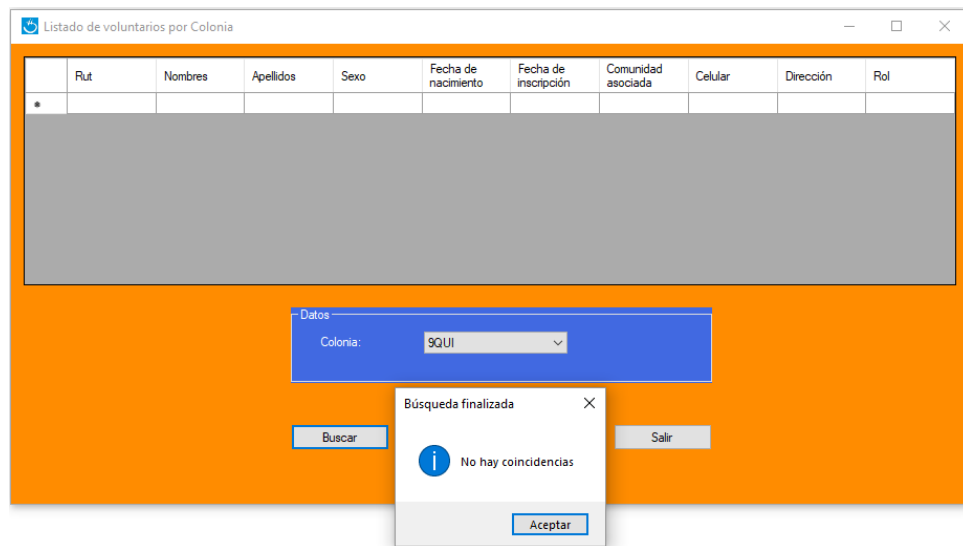 Listado de voluntarios por Colonia
Rut Nombres Apellidos Sexo Fecha de nacimiento Fecha de inscripción Comunidad asociada Celular Dirección Rol
Datos
Colonia: 9QUI
Búsqueda finalizada
Buscar
Salir
No hay coincidencias
Aceptar